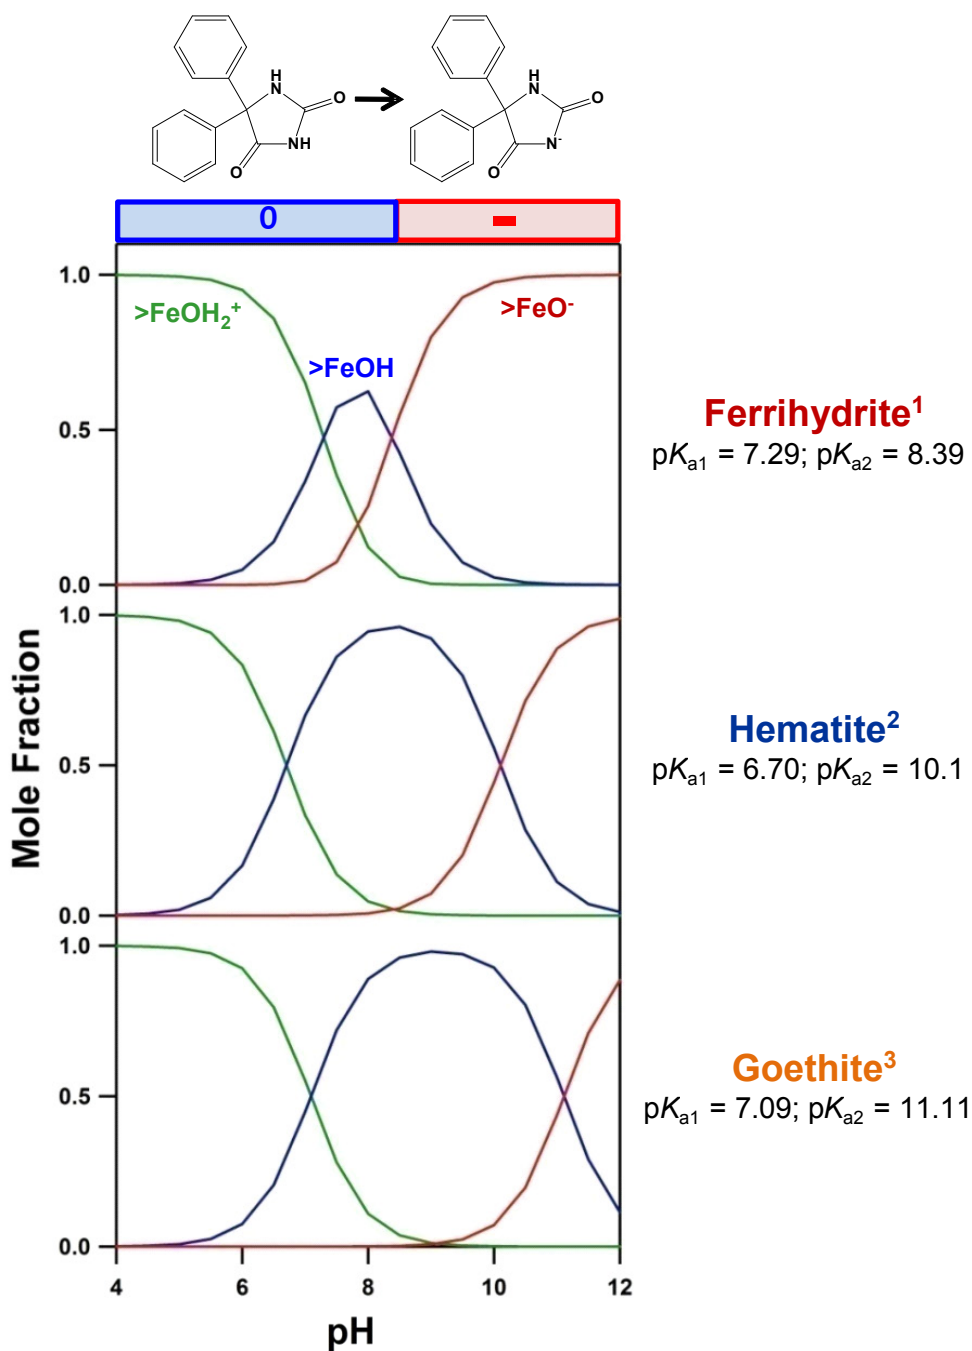 H
N
O
NH
O
H
N
O
N-
O
0
-
1.0
>FeOH₂⁺
>FeO⁻
>FeOH
0.5
0.0
Ferrihydrite¹
pKa1 = 7.29; pKa2 = 8.39
1.0
0.5
0.0
Hematite²
pKa1 = 6.70; pKa2 = 10.1
1.0
0.5
0.0
Goethite³
pKa1 = 7.09; pKa2 = 11.11
Mole Fraction
4 6 8 10 12
pH